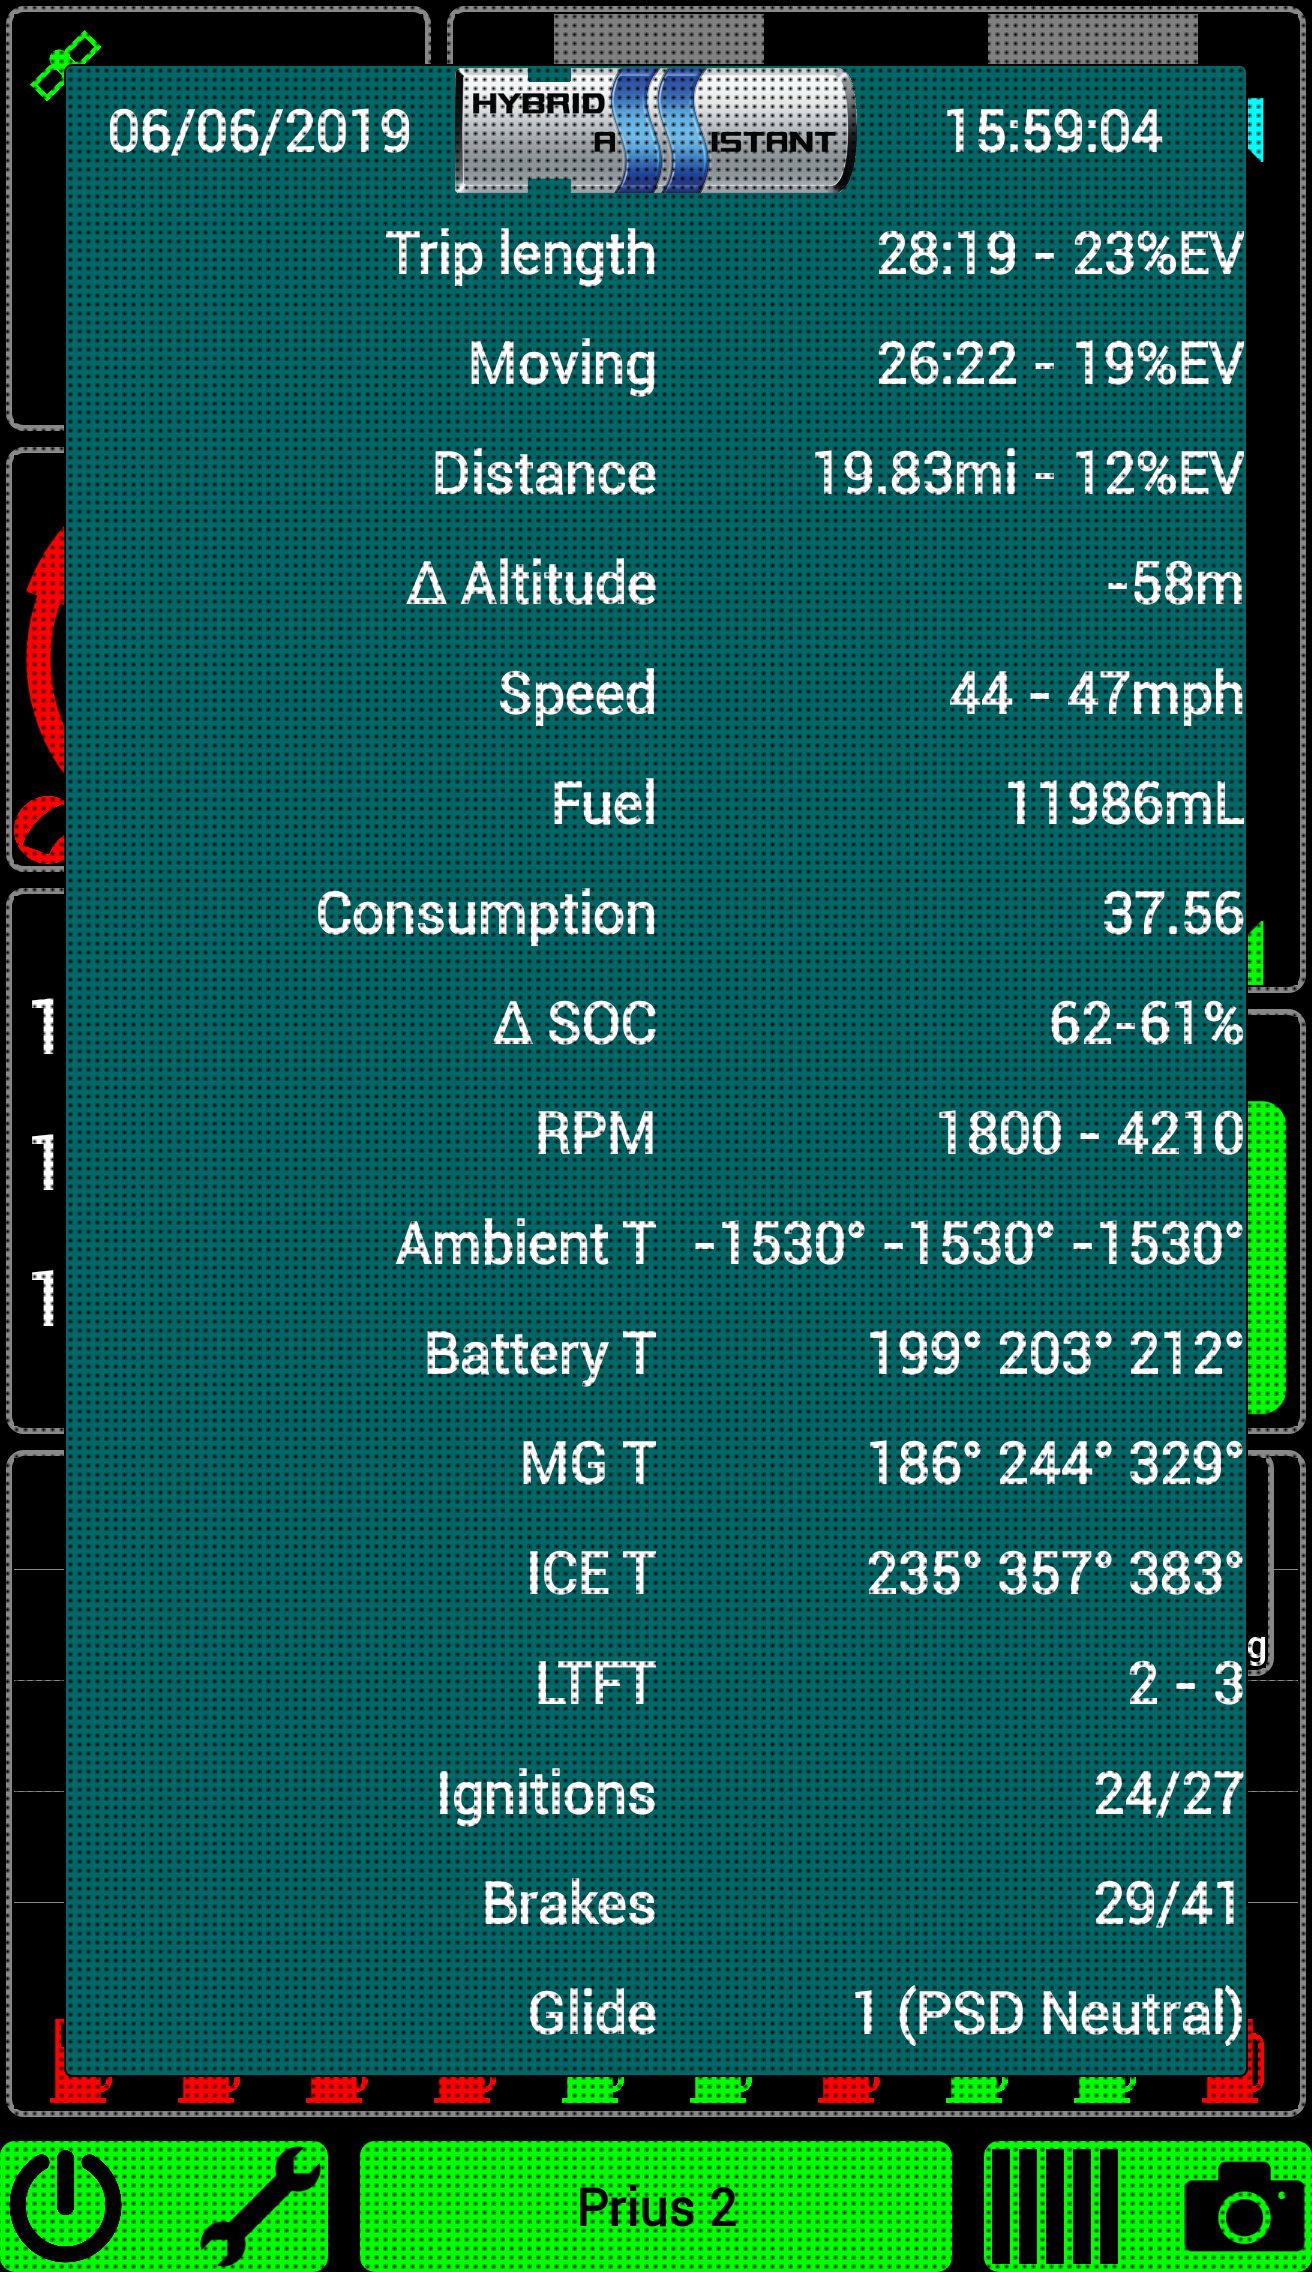 06/06/2019 HYBRID ASSISTANT 15:59:04
Trip length 28:19 - 23%EV
Moving 26:22 - 19%EV
Distance 19.83mi - 12%EV
Δ Altitude -58m
Speed 44 - 47mph
Fuel 11986mL
Consumption 37.56
Δ SOC 62-61%
1
RPM 1800 - 4210
1
Ambient T -1530° -1530° -1530°
1
Battery T 199° 203° 212°
MG T 186° 244° 329°
ICE T 235° 357° 383°
g
LTFT 2 - 3
Ignitions 24/27
Brakes 29/41
Glide 1 (PSD Neutral)
Prius 2